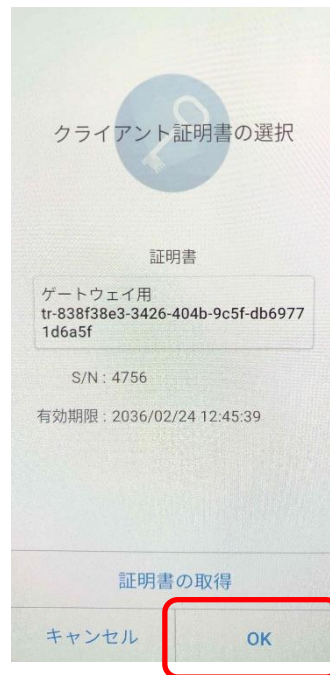 クライアント証明書の選択
証明書
ゲートウェイ用
tr-838f38e3-3426-404b-9c5f-db6977
1d6a5f
S/N : 4756
有効期限 : 2036/02/24 12:45:39
証明書の取得
キャンセル
OK